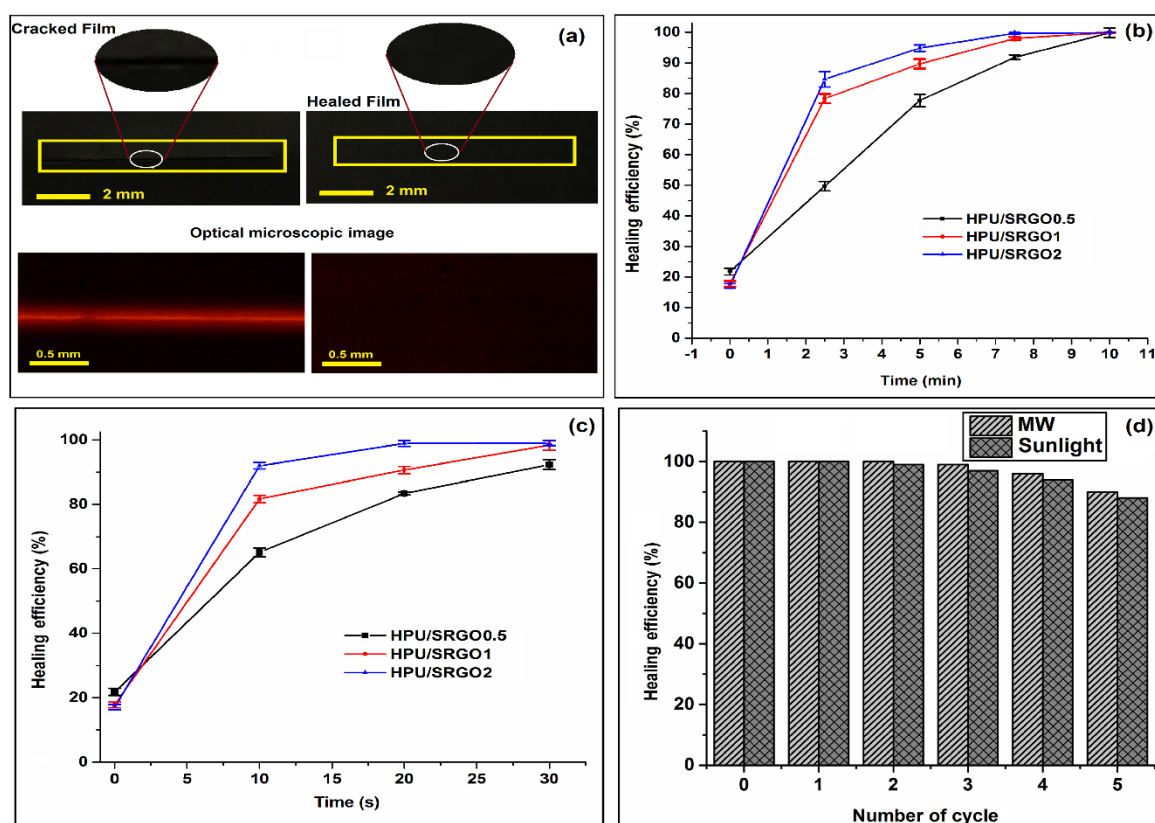 Cracked Film
(a)
Healed Film
2 mm
2 mm
Optical microscopic image
0.5 mm
0.5 mm
(b)
Healing efficiency (%)
100
90
80
70
60
50
40
30
20
10
0
HPU/SRGO0.5
HPU/SRGO1
HPU/SRGO2
-1 0 1 2 3 4 5 6 7 8 9 10 11
Time (min)
(c)
Healing efficiency (%)
100
80
60
40
20
0
HPU/SRGO0.5
HPU/SRGO1
HPU/SRGO2
0 5 10 15 20 25 30
Time (s)
(d)
MW
Sunlight
Healing efficiency (%)
100
80
60
40
20
0
0 1 2 3 4 5
Number of cycle